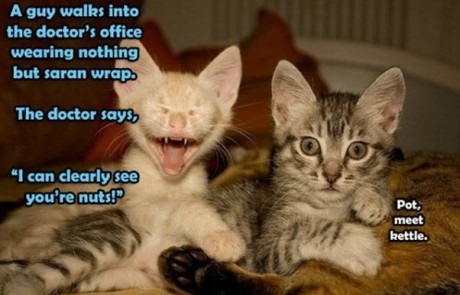 A guy walks into
the doctor's office
wearing nothing
but saran wrap.
The doctor says,
"I can clearly see
you're nuts!"
Pot,
meet
kettle.